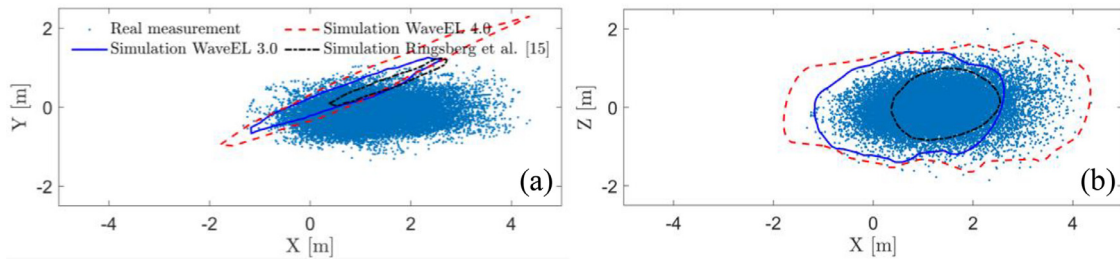 Real measurement
Simulation WaveEL 4.0
Simulation WaveEL 3.0
Simulation Ringsberg et al. [15]
Y [m]
2
0
-2
-4
-2
0
2
4
X [m]
(a)
Z [m]
2
0
-2
-4
-2
0
2
4
X [m]
(b)